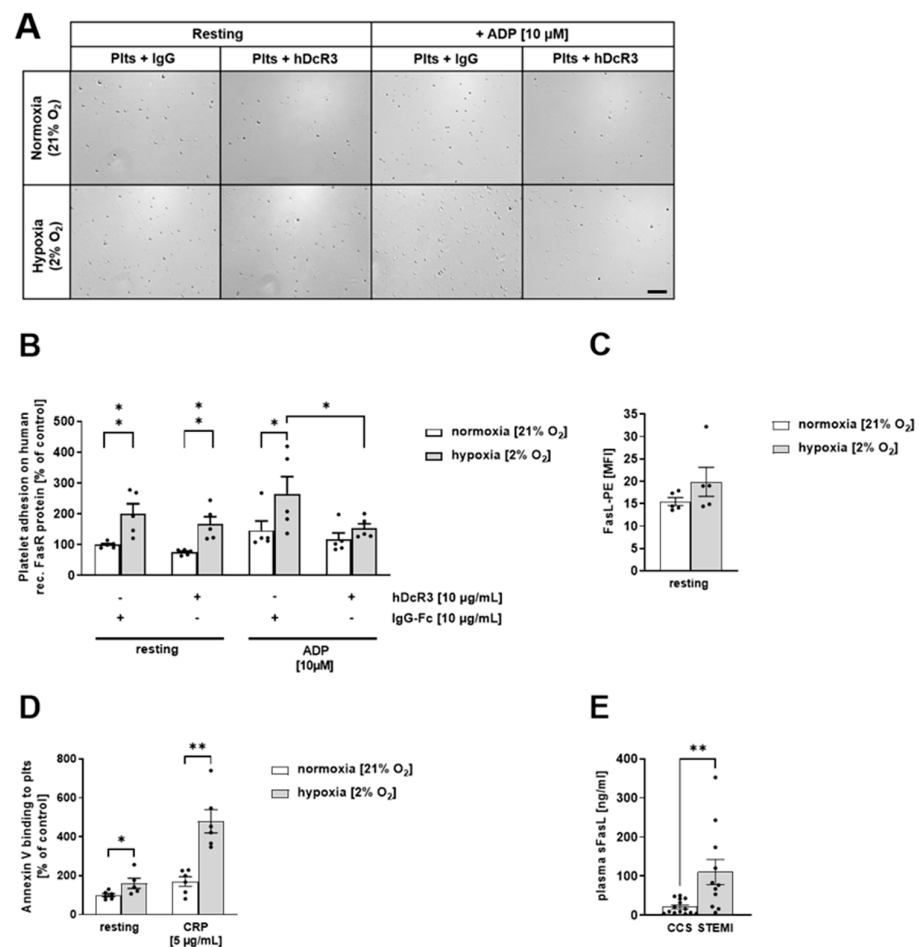 A
Resting
+ ADP [10 µM]
Plts + IgG
Plts + hDcR3
Plts + IgG
Plts + hDcR3
Normoxia
(21% O₂)
Hypoxia
(2% O₂)
B
Platelet adhesion on human
rec. FasR protein [% of control]
500
400
300
200
100
0
*
*
*
*
*
*
normoxia [21% O₂]
hypoxia [2% O₂]
- + - + hDcR3 [10 µg/mL]
+ - + - IgG-Fc [10 µg/mL]
resting
ADP
[10µM]
C
FasL-PE [MFI]
35
30
25
20
15
10
5
0
resting
normoxia [21% O₂]
hypoxia [2% O₂]
D
Annexin V binding to plts
[% of control]
800
600
400
200
0
*
**
resting
CRP
[5 µg/mL]
normoxia [21% O₂]
hypoxia [2% O₂]
E
plasma sFasL [ng/ml]
400
300
200
100
0
**
CCS STEMI